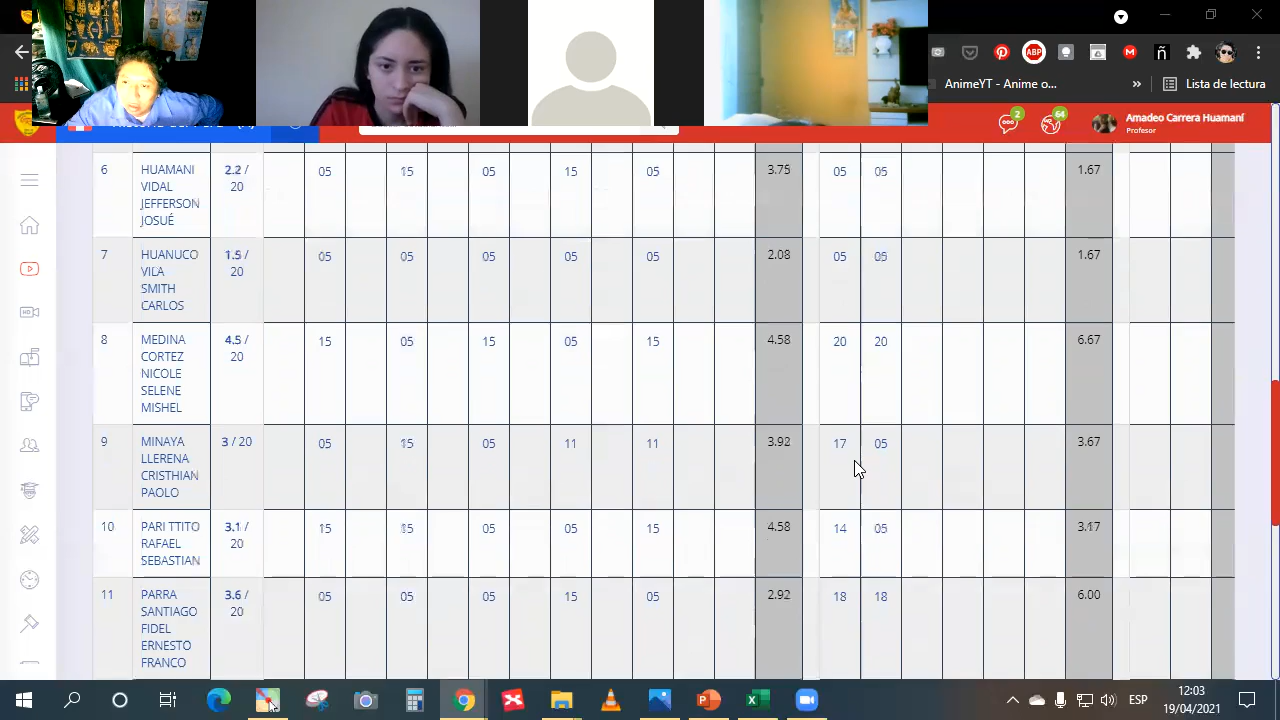 AnimeYT - Anime o...
»
Lista de lectura
2
64
Amadeo Carrera Huamaní
Profesor
6 HUAMANI VIDAL JEFFERSON JOSUÉ 2.2 / 20 05 15 05 15 05 3.75 05 05 1.67
7 HUANUCO VILA SMITH CARLOS 1.5 / 20 05 05 05 05 05 2.08 05 05 1.67
8 MEDINA CORTEZ NICOLE SELENE MISHEL 4.5 / 20 15 05 15 05 15 4.58 20 20 6.67
9 MINAYA LLERENA CRISTHIAN PAOLO 3 / 20 05 15 05 11 11 3.92 17 05 3.67
10 PARI TTITO RAFAEL SEBASTIAN 3.1 / 20 15 15 05 05 15 4.58 14 05 3.17
11 PARRA SANTIAGO FIDEL ERNESTO FRANCO 3.6 / 20 05 05 05 15 05 2.92 18 18 6.00
ESP
19/04/2021